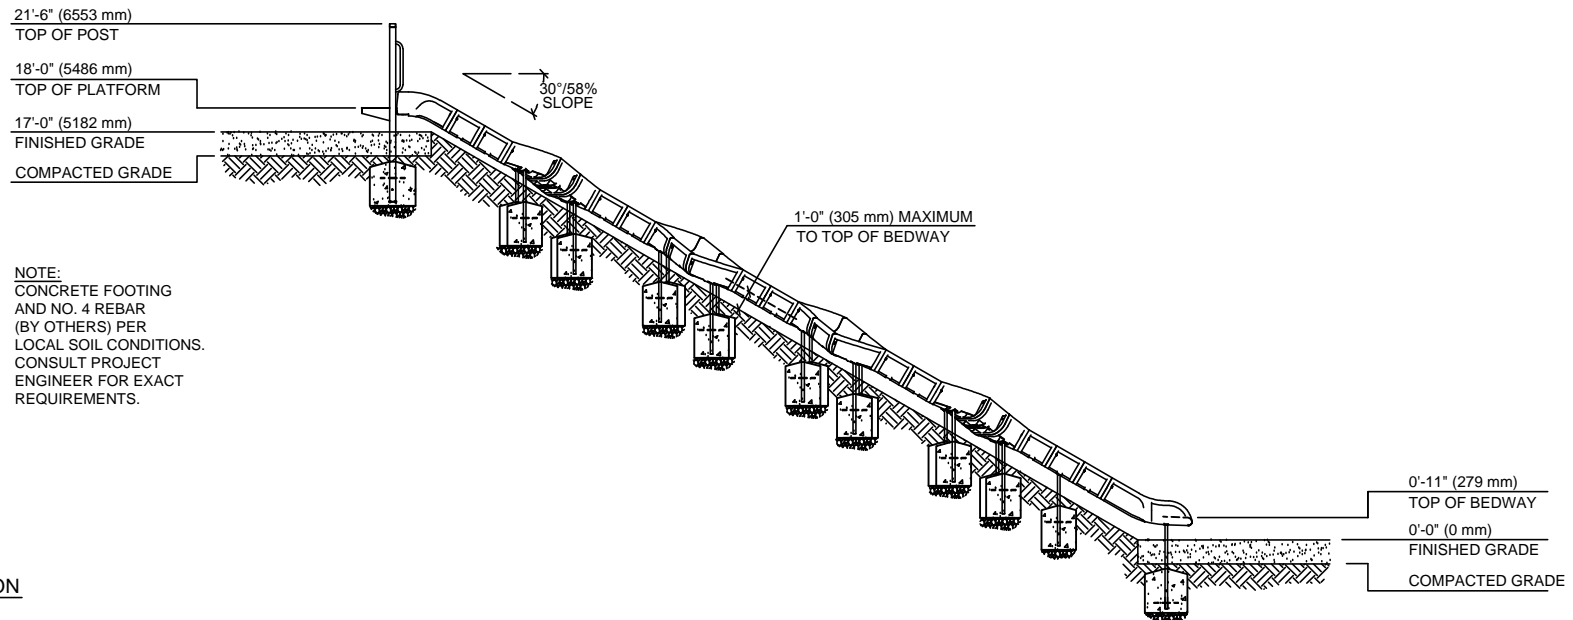 21'-6" (6553 mm)
TOP OF POST
18'-0" (5486 mm)
TOP OF PLATFORM
17'-0" (5182 mm)
FINISHED GRADE
COMPACTED GRADE
30°/58%
SLOPE
1'-0" (305 mm) MAXIMUM
TO TOP OF BEDWAY
NOTE:
CONCRETE FOOTING
AND NO. 4 REBAR
(BY OTHERS) PER
LOCAL SOIL CONDITIONS.
CONSULT PROJECT
ENGINEER FOR EXACT
REQUIREMENTS.
0'-11" (279 mm)
TOP OF BEDWAY
0'-0" (0 mm)
FINISHED GRADE
COMPACTED GRADE
ON